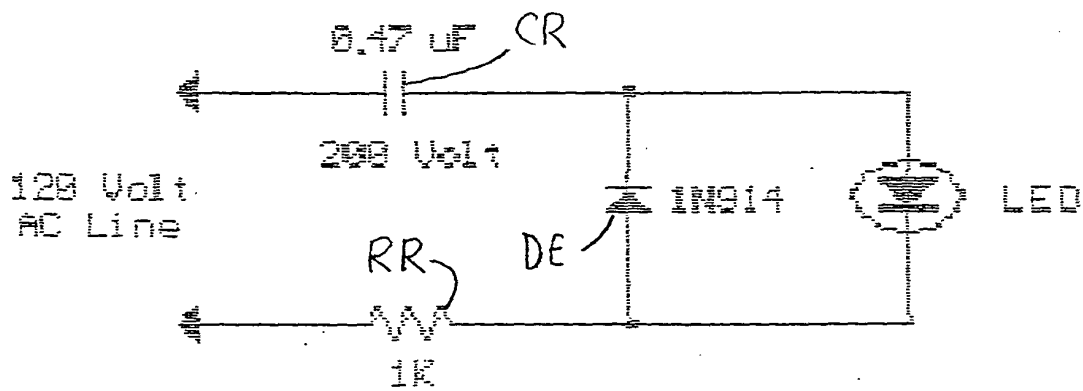 0.47 uF CR
200 Volt
120 Volt
AC Line
1N914
LED
DE
RR
1K